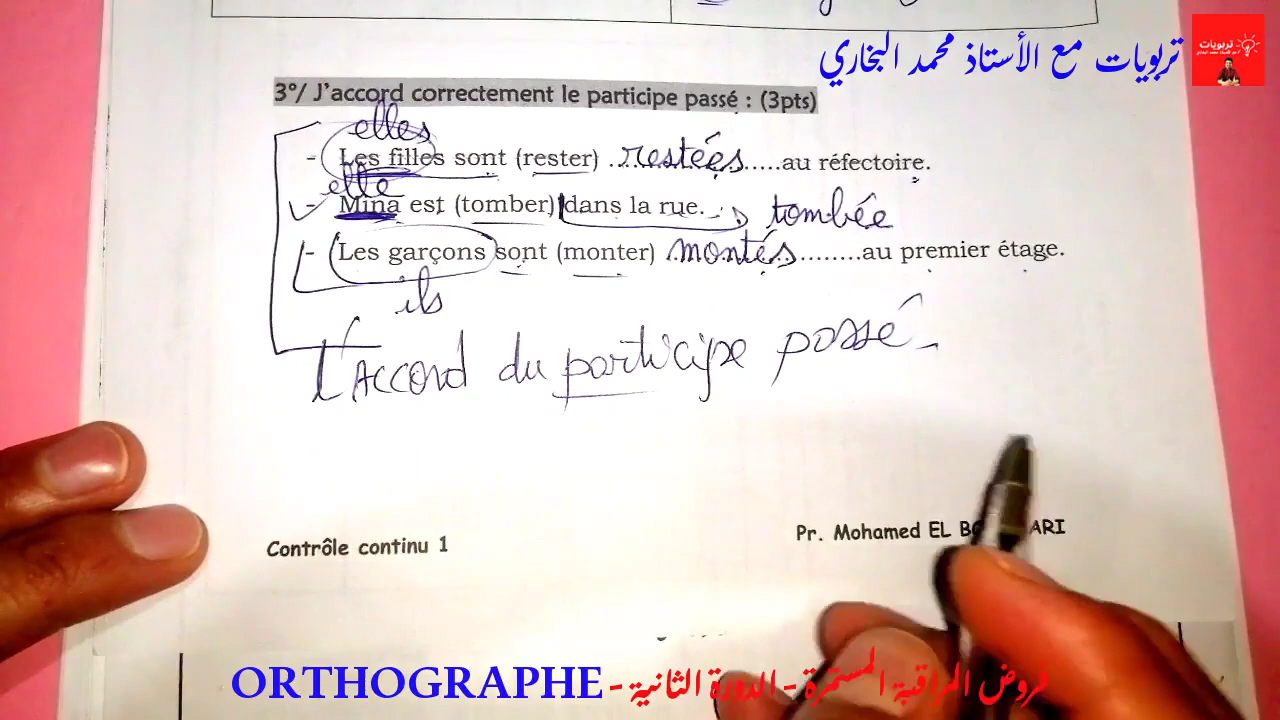 تربويات مع الأستاذ محمد البخاري
تربويات
3°/ J'accord correctement le participe passé : (3pts)
elles
- Les filles sont (rester) ... restées .....au réfectoire.
elle
- Mina est (tomber) dans la rue. tombée
- Les garçons sont (monter) .. montés ........au premier étage.
ils
L'Accord du participe passé
Contrôle continu 1
Pr. Mohamed EL
ARI
ORTHOGRAPHE - فروض المراقبة المستمرة - الدورة الثانية